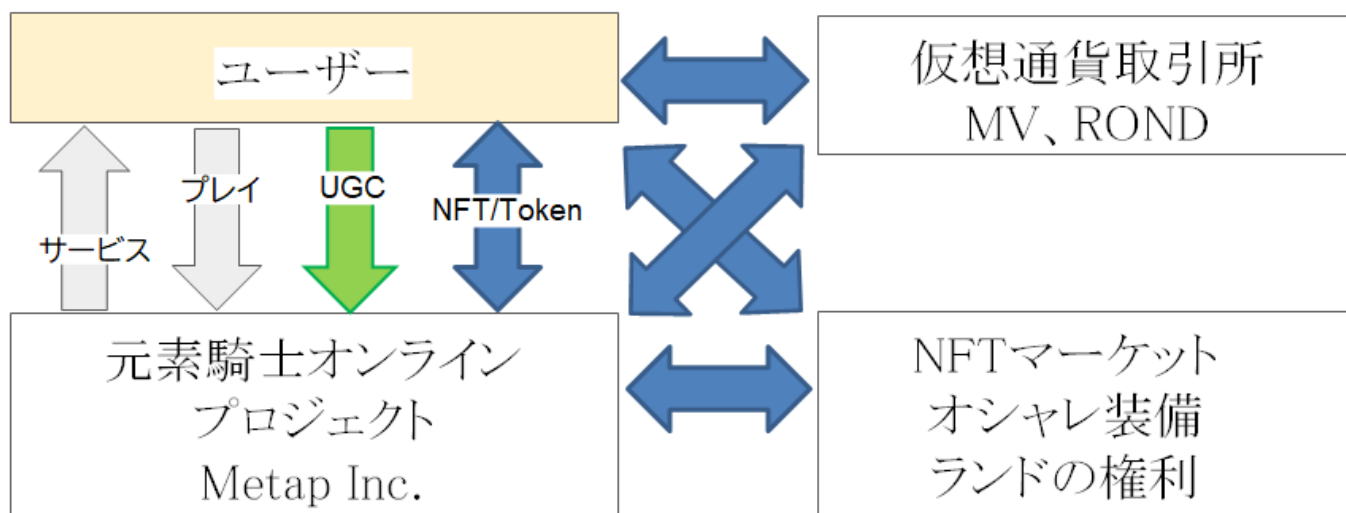 ユーザー
仮想通貨取引所
MV、ROND
サービス
プレイ
UGC
NFT/Token
元素騎士オンライン
プロジェクト
Metap Inc.
NFTマーケット
オシャレ装備
ランドの権利